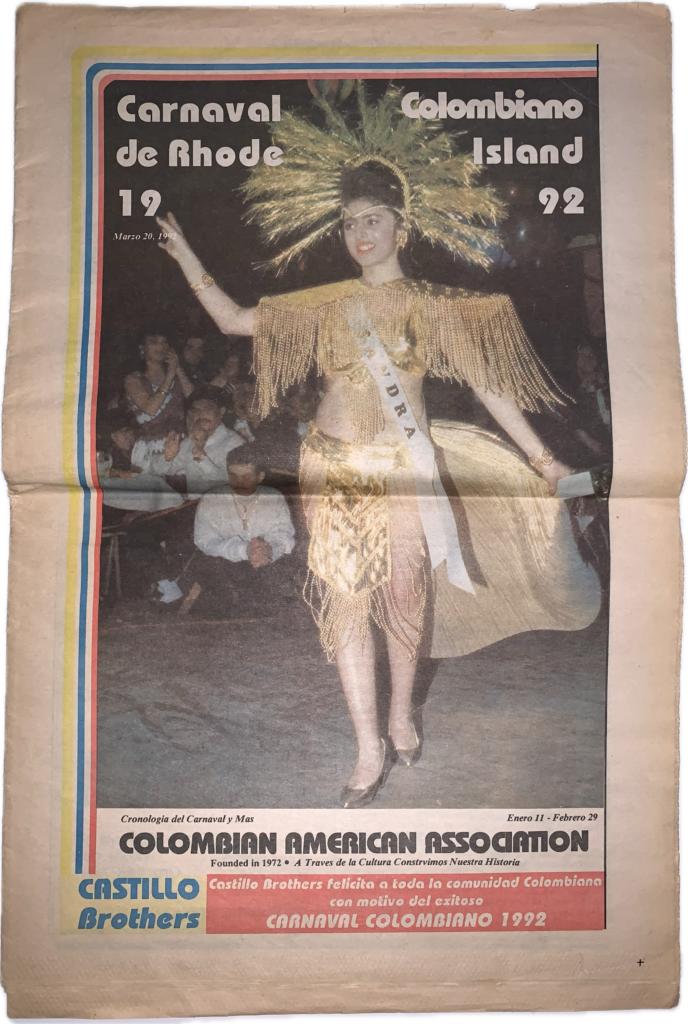 Carnaval Colombiano
de Rhode Island
19 92
Marzo 20, 1992
ANDRA
Cronologia del Carnaval y Mas
Enero 11 - Febrero 29
COLOMBIAN AMERICAN ASSOCIATION
Founded in 1972 • A Traves de la Cultura Constrvimos Nuestra Historia
CASTILLO
Brothers
Castillo Brothers felicita a toda la comunidad Colombiana
con motivo del exitoso
CARNAVAL COLOMBIANO 1992